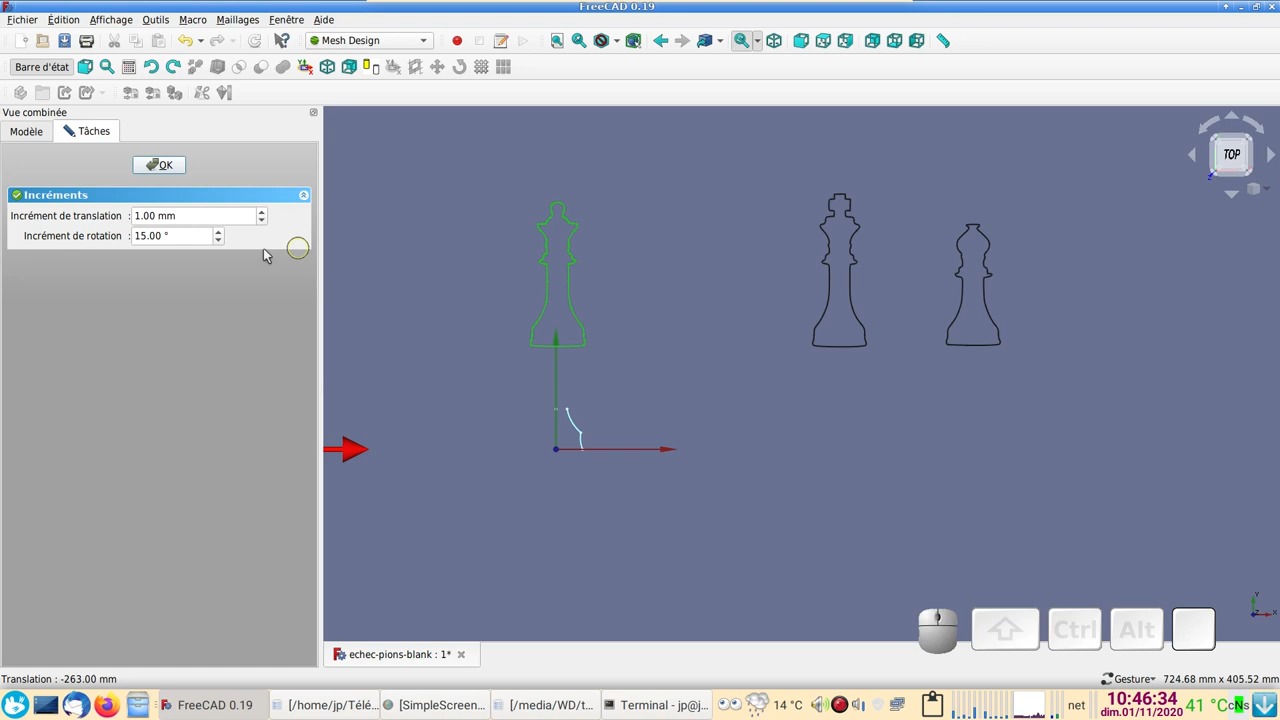 FreeCAD 0.19
Fichier Édition Affichage Outils Macro Maillages Fenêtre Aide
Mesh Design
Barre d'état
Vue combinée
Modèle Tâches
OK
Incréments
Incrément de translation : 1.00 mm
Incrément de rotation : 15.00 °
TOP
Y
X
Z
Ctrl Alt
echec-pions-blank : 1*
Translation : -263.00 mm Gesture 724.68 mm x 405.52 mm
FreeCAD 0.19 [/home/jp/Télé... [SimpleScreen... [/media/WD/t... Terminal - jp@j... 14 °C net 10:46:34 41 °C
dim.01/11/2020